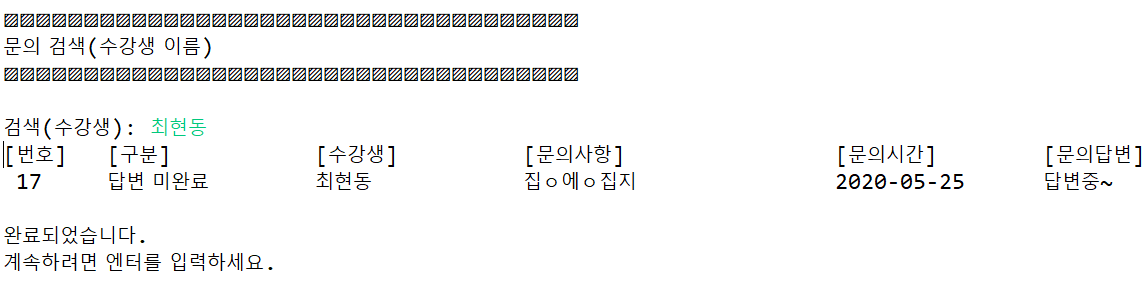 ▨▨▨▨▨▨▨▨▨▨▨▨▨▨▨▨▨▨▨▨▨▨▨▨▨▨▨▨▨▨▨▨▨▨▨▨
문의 검색(수강생 이름)
▨▨▨▨▨▨▨▨▨▨▨▨▨▨▨▨▨▨▨▨▨▨▨▨▨▨▨▨▨▨▨▨▨▨▨▨
검색(수강생): 최현동
[번호] [구분] [수강생] [문의사항] [문의시간] [문의답변]
17 답변 미완료 최현동 집ㅇ에ㅇ집지 2020-05-25 답변중~
완료되었습니다.
계속하려면 엔터를 입력하세요.